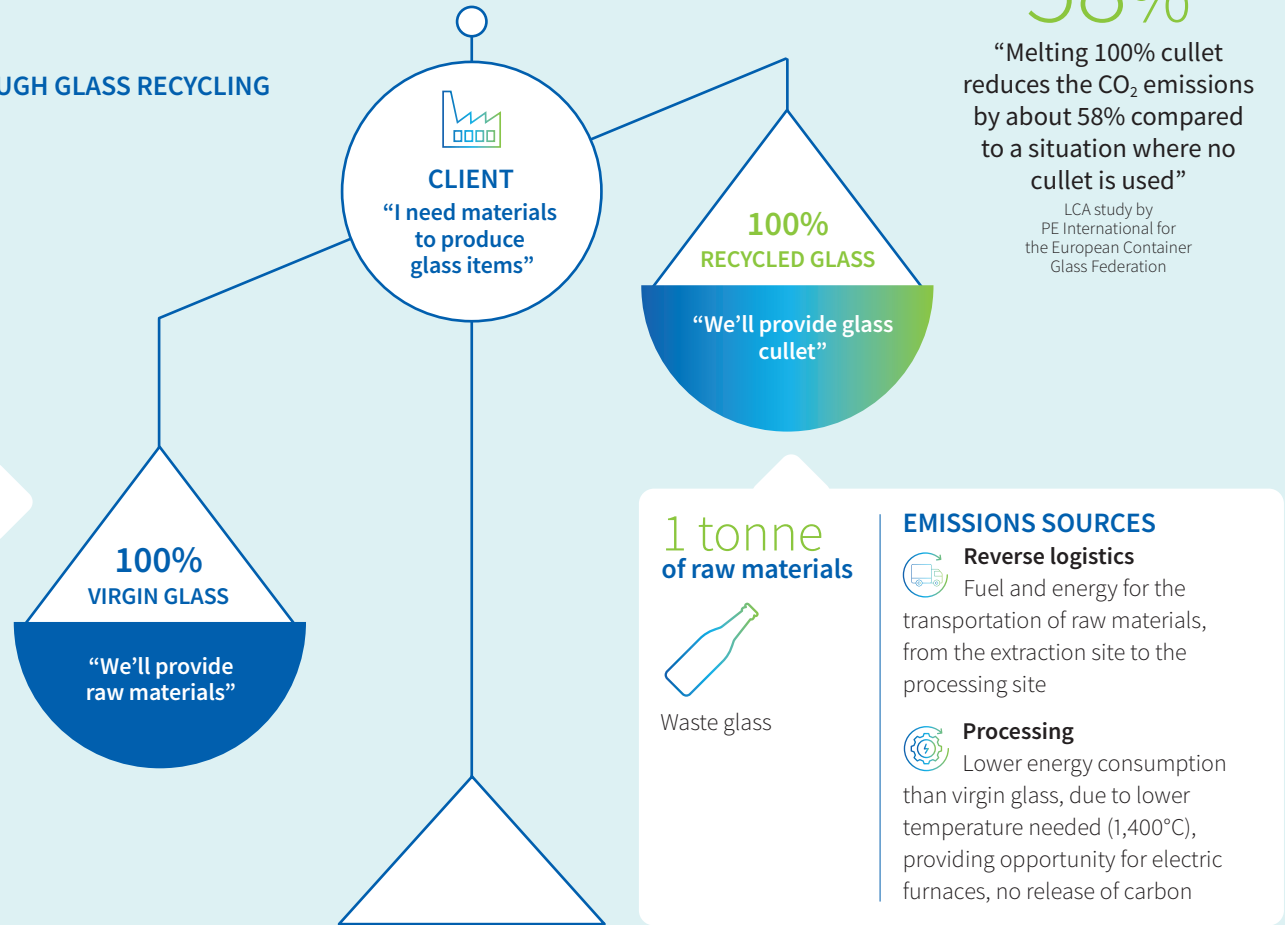 UGH GLASS RECYCLING
CLIENT
“I need materials
to produce
glass items”
100%
VIRGIN GLASS
“We’ll provide
raw materials”
100%
RECYCLED GLASS
“We’ll provide glass
cullet”
58%
“Melting 100% cullet
reduces the CO₂ emissions
by about 58% compared
to a situation where no
cullet is used”
LCA study by
PE International for
the European Container
Glass Federation
1 tonne
of raw materials
Waste glass
EMISSIONS SOURCES
Reverse logistics
Fuel and energy for the
transportation of raw materials,
from the extraction site to the
processing site
Processing
Lower energy consumption
than virgin glass, due to lower
temperature needed (1,400°C),
providing opportunity for electric
furnaces, no release of carbon